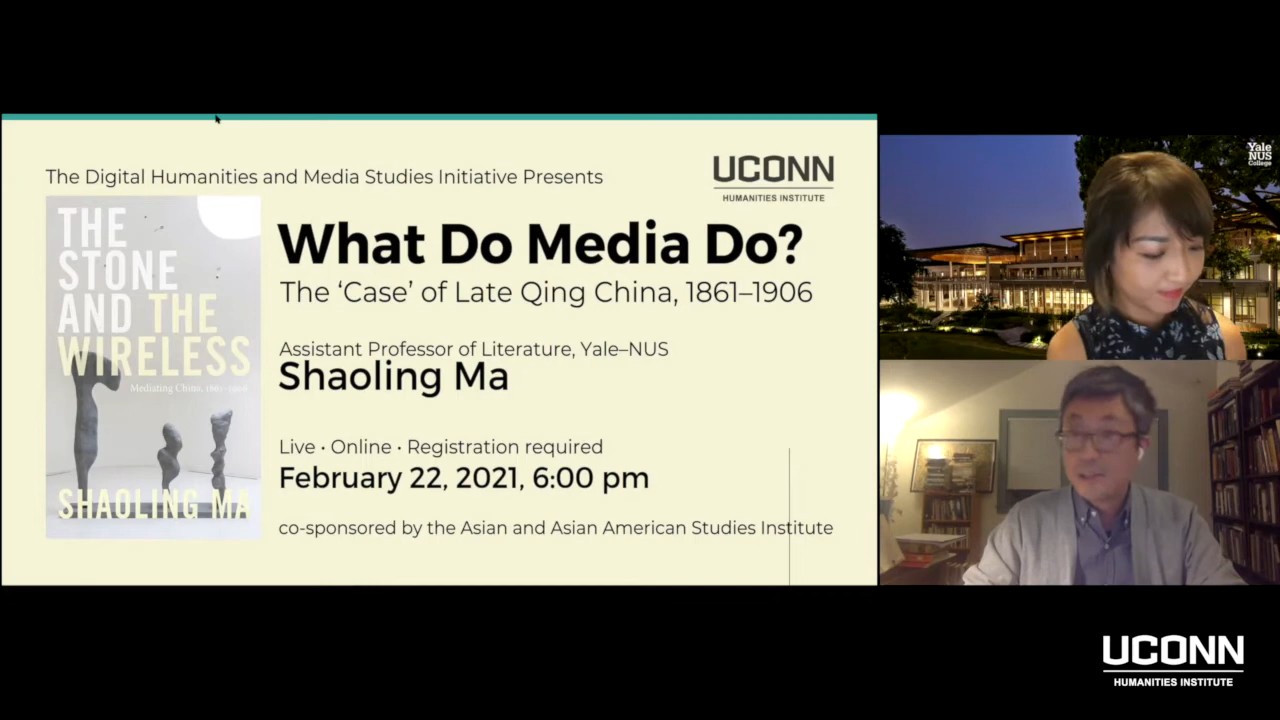 The Digital Humanities and Media Studies Initiative Presents
UCONN
HUMANITIES INSTITUTE
THE
STONE
AND THE
WIRELESS
Mediating China, 1861–1906
SHAOLING MA
What Do Media Do?
The ‘Case’ of Late Qing China, 1861–1906
Assistant Professor of Literature, Yale–NUS
Shaoling Ma
Live • Online • Registration required
February 22, 2021, 6:00 pm
co-sponsored by the Asian and Asian American Studies Institute
Yale
NUS
College
UCONN
HUMANITIES INSTITUTE